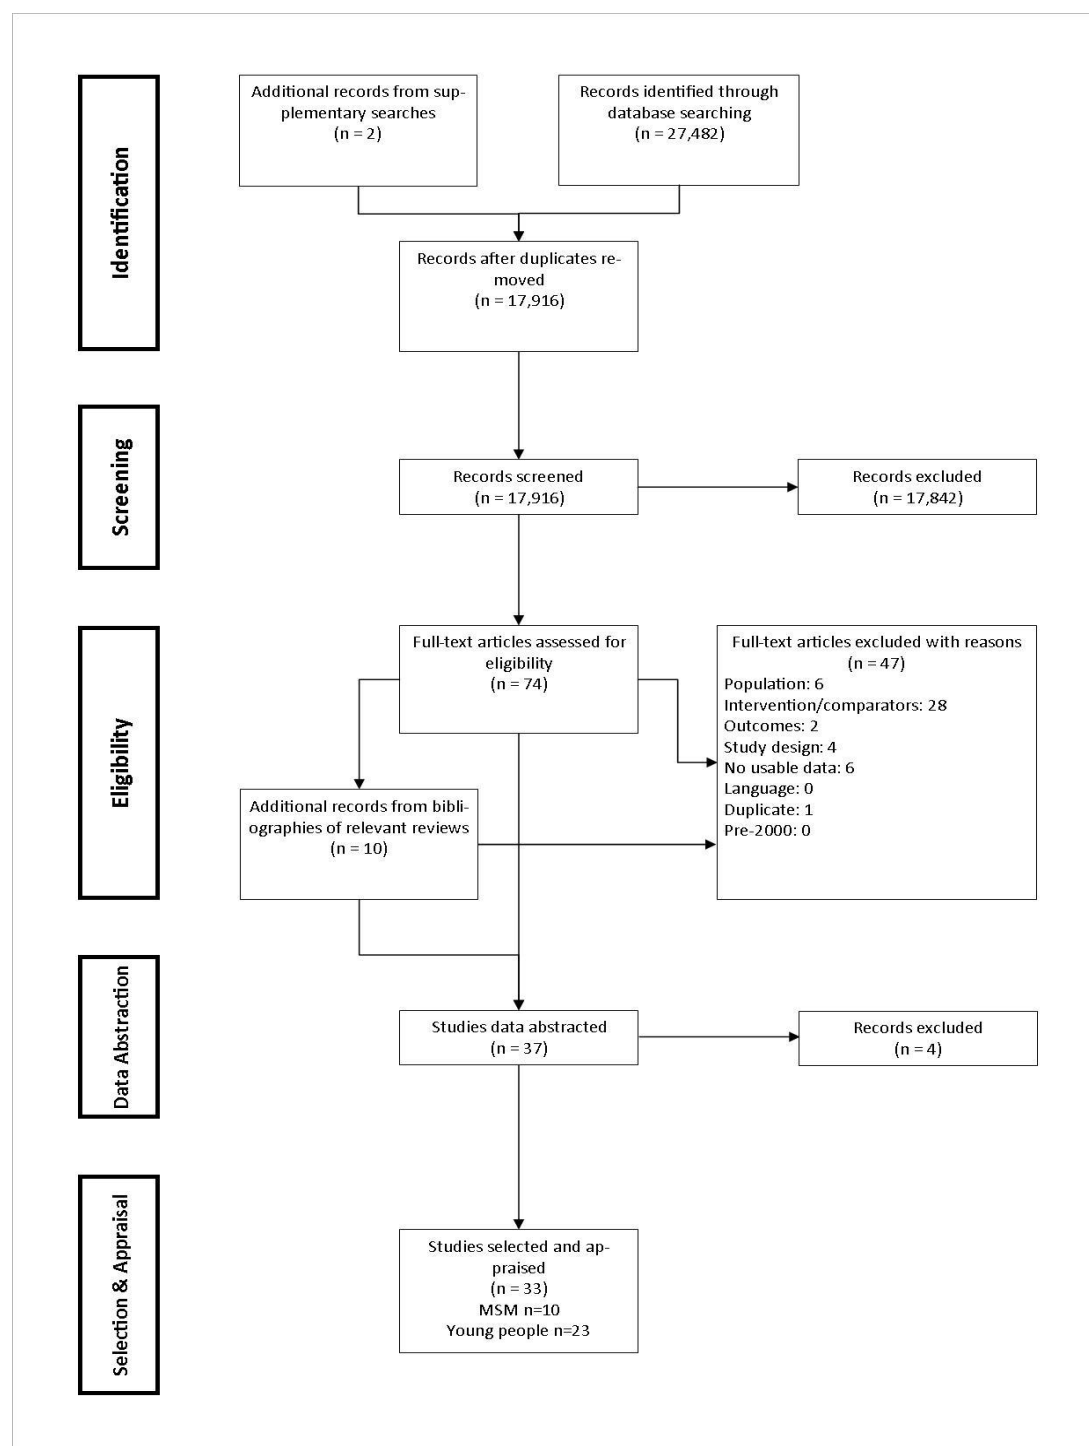 Identification
Additional records from sup-
plementary searches
(n = 2)
Records identified through
database searching
(n = 27,482)
Records after duplicates re-
moved
(n = 17,916)
Screening
Records screened
(n = 17,916)
Records excluded
(n = 17,842)
Eligibility
Full-text articles assessed for
eligibility
(n = 74)
Full-text articles excluded with reasons
(n = 47)
Population: 6
Intervention/comparators: 28
Outcomes: 2
Study design: 4
No usable data: 6
Language: 0
Duplicate: 1
Pre-2000: 0
Additional records from bibli-
ographies of relevant reviews
(n = 10)
Data Abstraction
Studies data abstracted
(n = 37)
Records excluded
(n = 4)
Selection & Appraisal
Studies selected and ap-
praised
(n = 33)
MSM n=10
Young people n=23